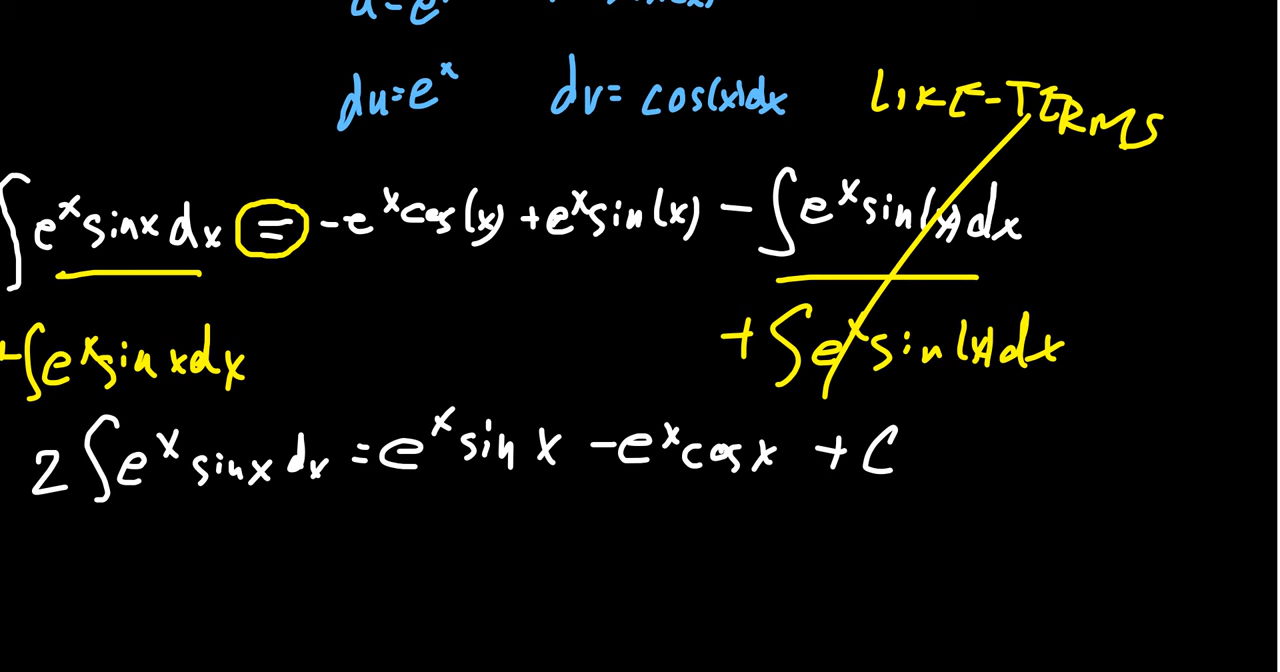 du=e^x dv= cos(x)dx LIKE-TERMS
∫e^x sinx dx = -e^x cos(x) +e^x sin(x) - ∫e^x sin(x)dx
+∫e^x sin xdx +∫e^x sin(x)dx
2∫e^x sinx dx = e^x sin x -e^x cos x + C